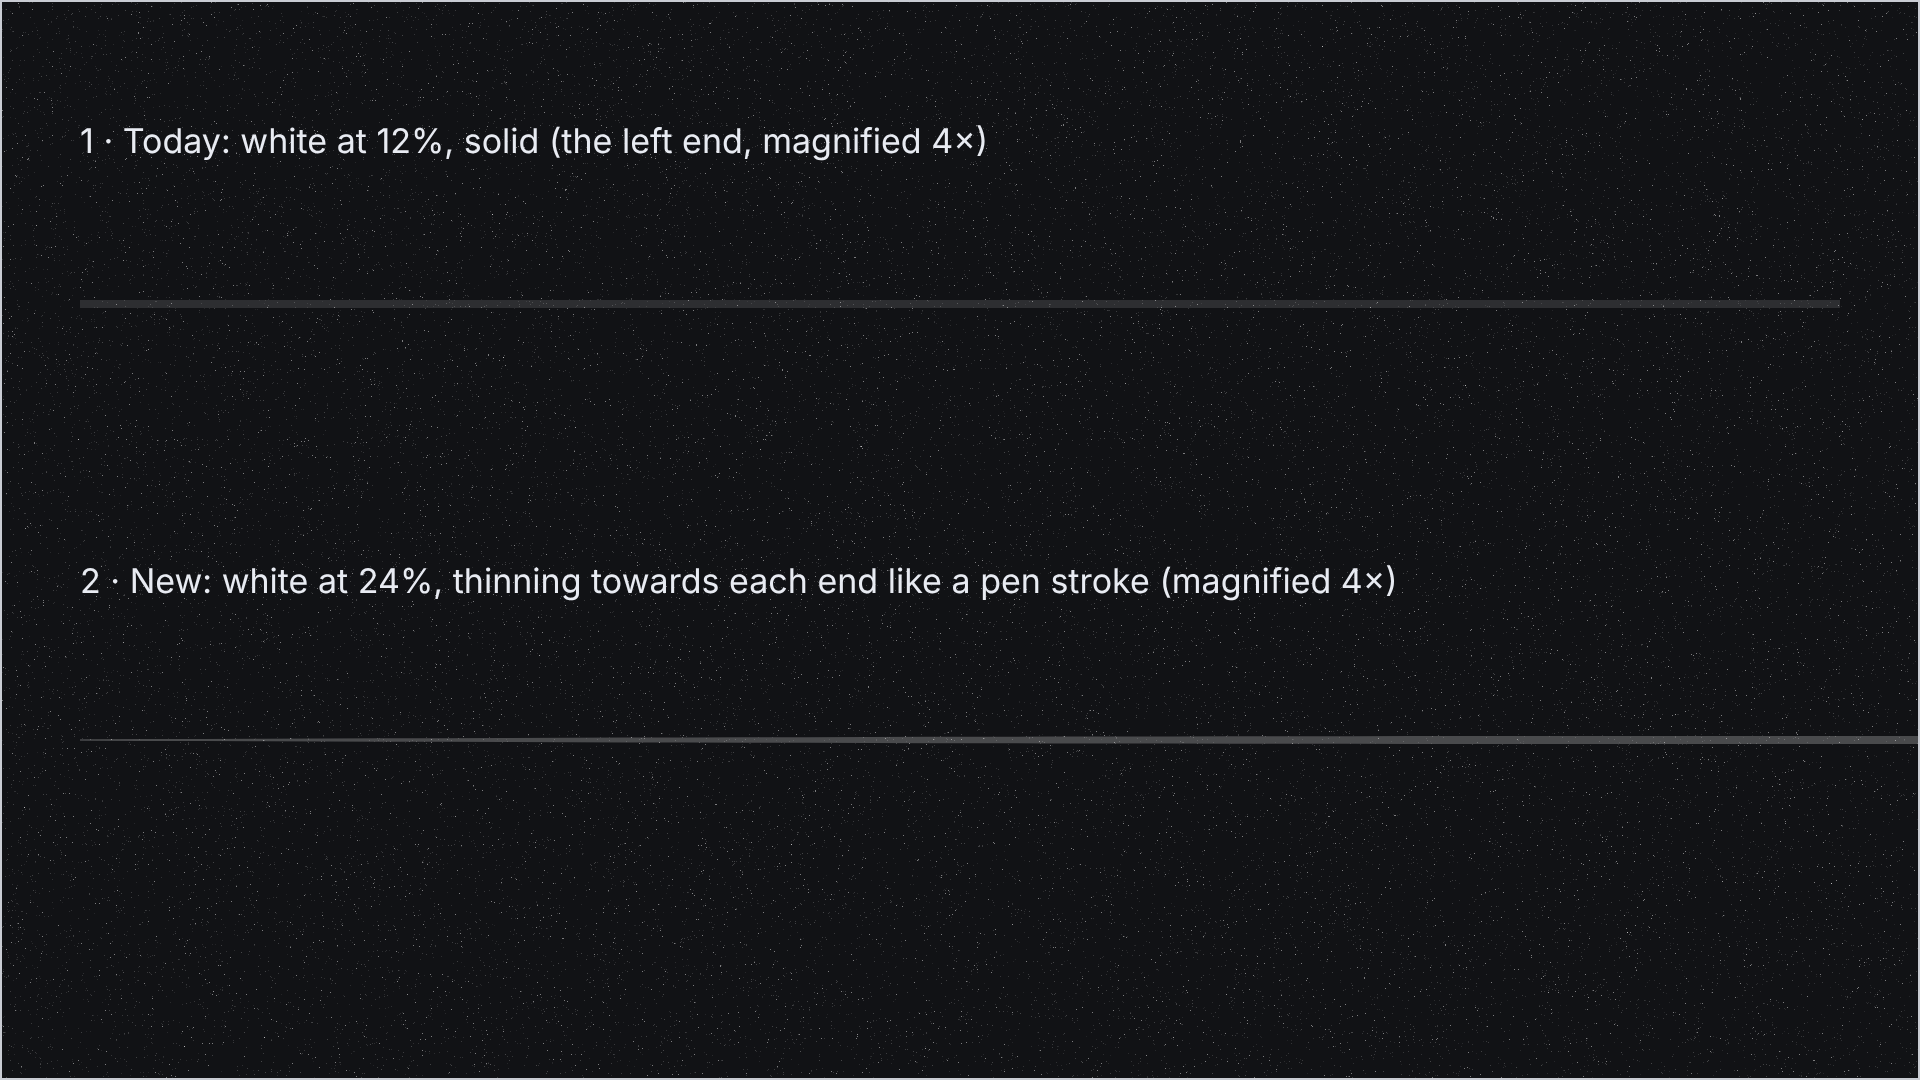 1 · Today: white at 12%, solid (the left end, magnified 4×)
2 · New: white at 24%, thinning towards each end like a pen stroke (magnified 4×)